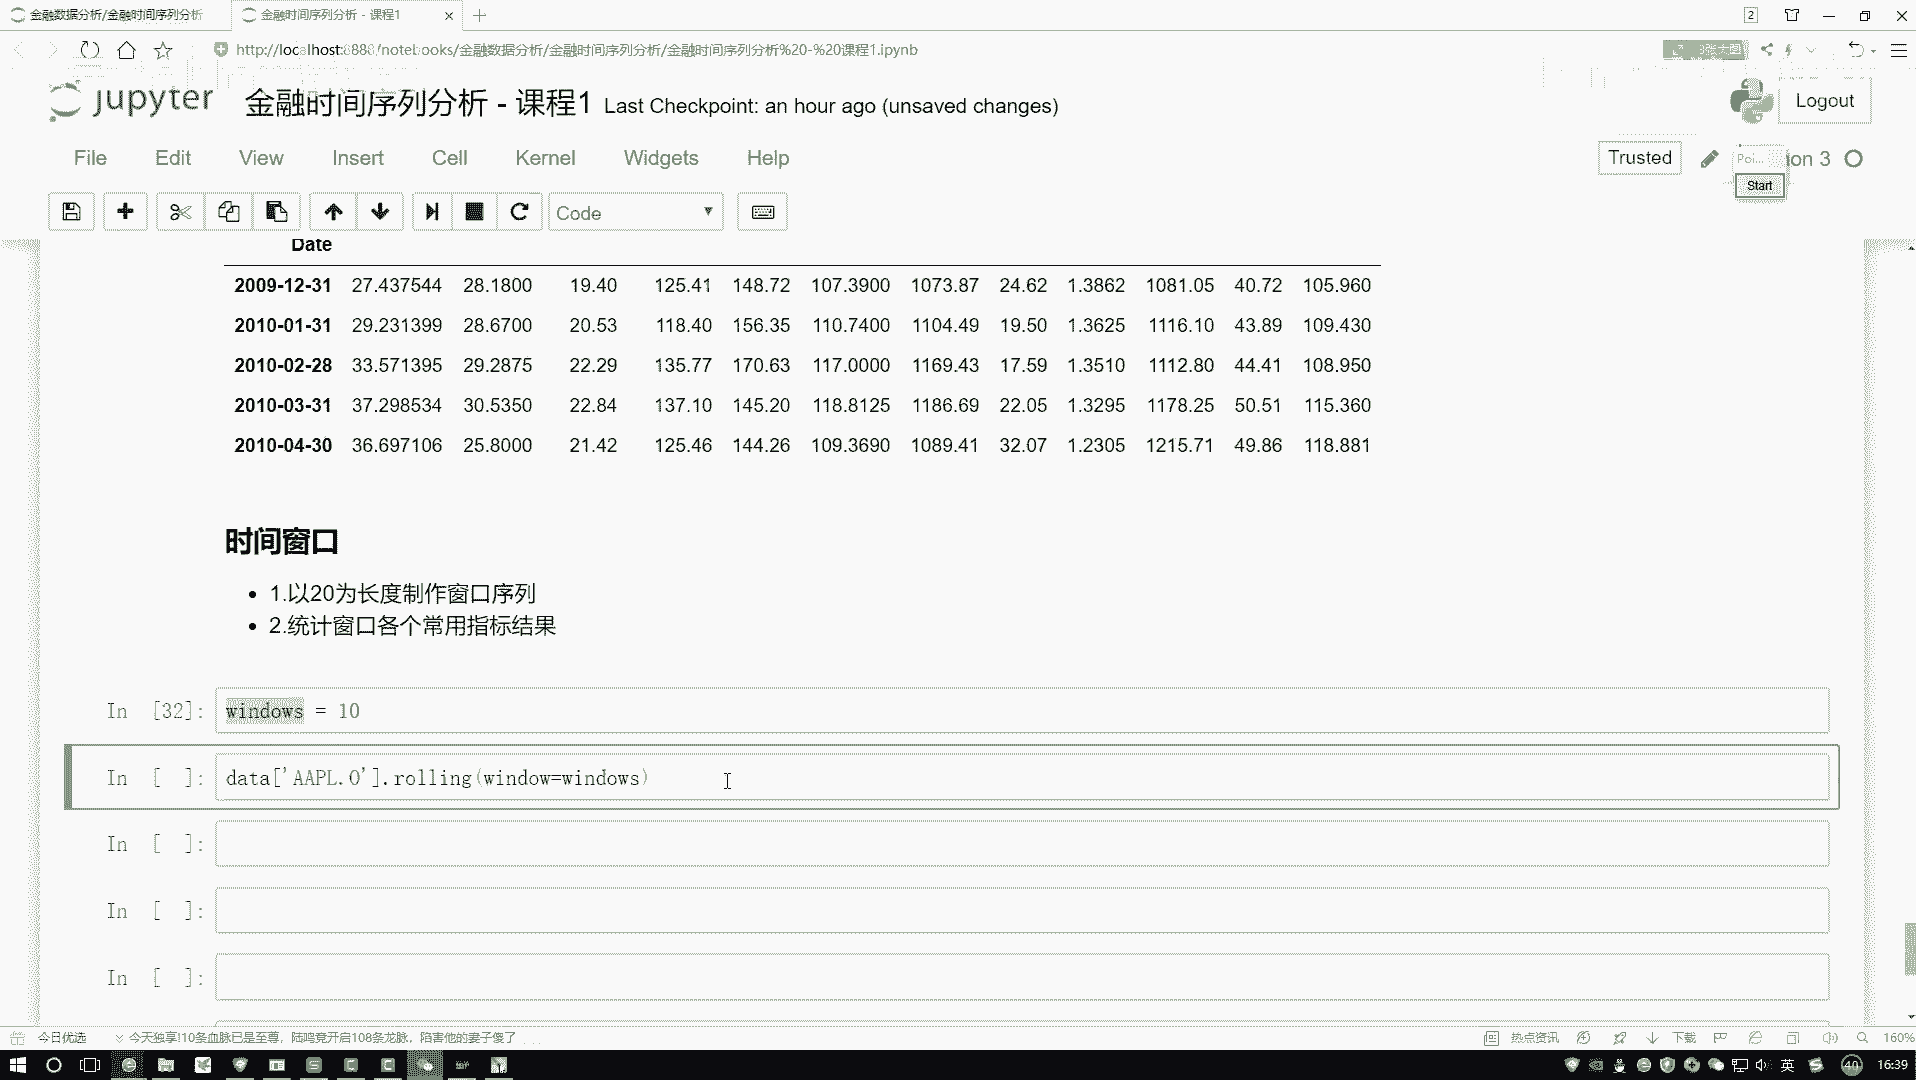 金融数据分析/金融时间序列分析
金融时间序列分析 - 课程1
2
http://localhost:8888/notebooks/金融数据分析/金融时间序列分析/金融时间序列分析%20-%20课程1.ipynb
jupyter 金融时间序列分析 - 课程1 Last Checkpoint: an hour ago (unsaved changes)
Logout
File Edit View Insert Cell Kernel Widgets Help
Trusted
Poi... ion 3
Start
Code
Date
2009-12-31 27.437544 28.1800 19.40 125.41 148.72 107.3900 1073.87 24.62 1.3862 1081.05 40.72 105.960
2010-01-31 29.231399 28.6700 20.53 118.40 156.35 110.7400 1104.49 19.50 1.3625 1116.10 43.89 109.430
2010-02-28 33.571395 29.2875 22.29 135.77 170.63 117.0000 1169.43 17.59 1.3510 1112.80 44.41 108.950
2010-03-31 37.298534 30.5350 22.84 137.10 145.20 118.8125 1186.69 22.05 1.3295 1178.25 50.51 115.360
2010-04-30 36.697106 25.8000 21.42 125.46 144.26 109.3690 1089.41 32.07 1.2305 1215.71 49.86 118.881
时间窗口
1.以20为长度制作窗口序列
2.统计窗口各个常用指标结果
In [32]: windows = 10
In [ ]: data['AAPL.O'].rolling(window=windows)
In [ ]:
In [ ]:
In [ ]:
今日优选 今天独享!10条血脉已是至尊，陆鸣竟开启108条龙脉，陷害他的妻子傻了
热点资讯 下载 160%
英 40 16:39